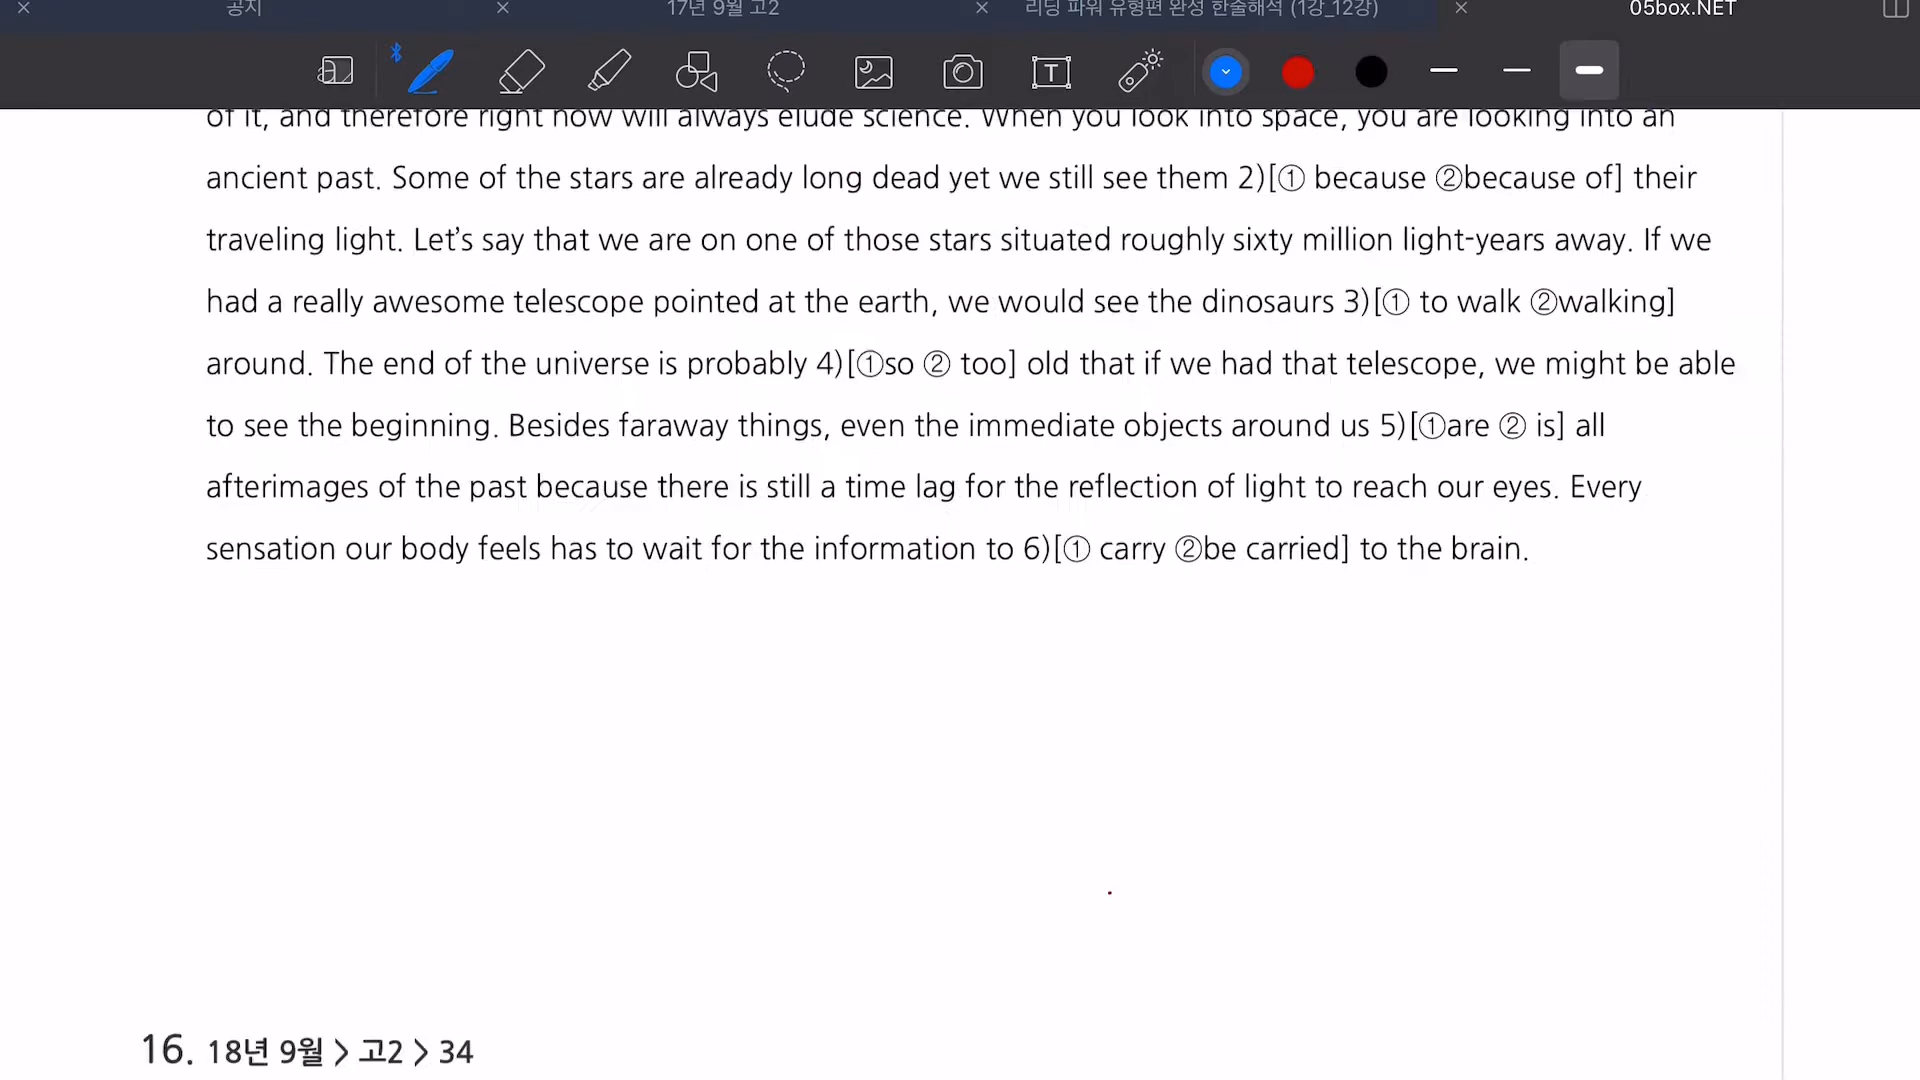 공지
17년 9월 고2
리딩 파워 유형편 완성 한줄해석 (1강_12강)
05box.NET
of it, and therefore right now will always elude science. When you look into space, you are looking into an
ancient past. Some of the stars are already long dead yet we still see them 2)[① because ②because of] their
traveling light. Let’s say that we are on one of those stars situated roughly sixty million light-years away. If we
had a really awesome telescope pointed at the earth, we would see the dinosaurs 3)[① to walk ②walking]
around. The end of the universe is probably 4)[①so ② too] old that if we had that telescope, we might be able
to see the beginning. Besides faraway things, even the immediate objects around us 5)[①are ② is] all
afterimages of the past because there is still a time lag for the reflection of light to reach our eyes. Every
sensation our body feels has to wait for the information to 6)[① carry ②be carried] to the brain.
16. 18년 9월 > 고2 > 34